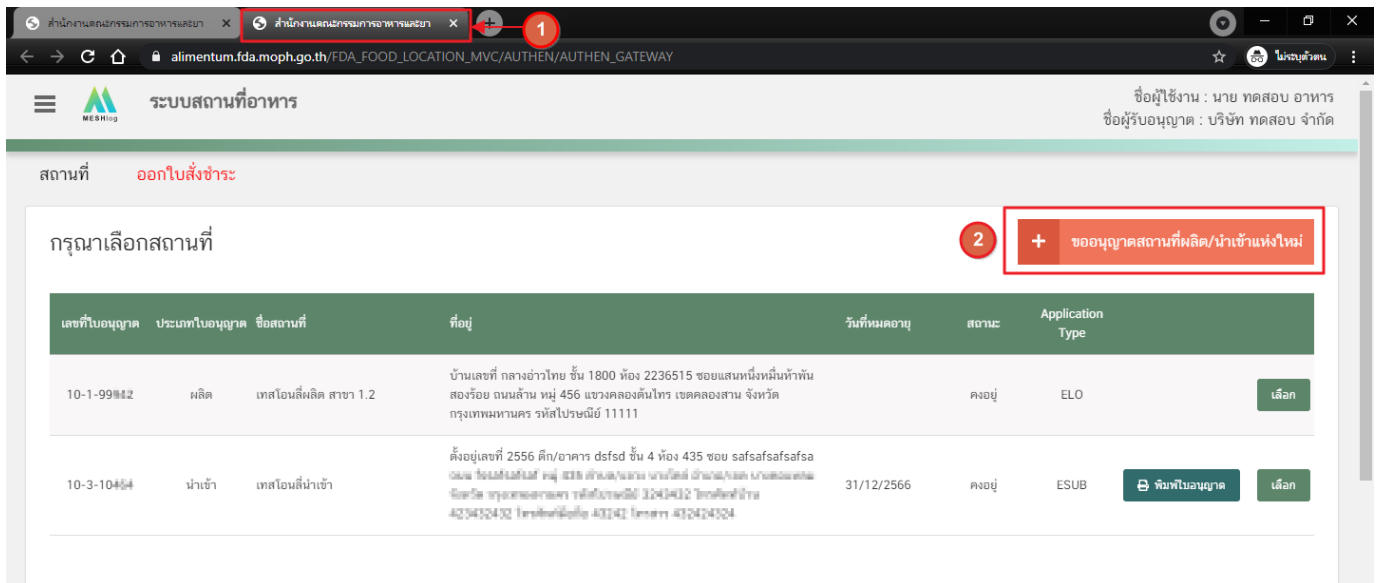 สำนักงานคณะกรรมการอาหารและยา
สำนักงานคณะกรรมการอาหารและยา
1
alimentum.fda.moph.go.th/FDA_FOOD_LOCATION_MVC/AUTHEN/AUTHEN_GATEWAY
ไม่ระบุตัวตน
MESHlog
ระบบสถานที่อาหาร
ชื่อผู้ใช้งาน : นาย ทดสอบ อาหาร
ชื่อผู้รับอนุญาต : บริษัท ทดสอบ จำกัด
สถานที่ ออกใบสั่งชำระ
กรุณาเลือกสถานที่
2
+ ขออนุญาตสถานที่ผลิต/นำเข้าแห่งใหม่
เลขที่ใบอนุญาต ประเภทใบอนุญาต ชื่อสถานที่ ที่อยู่ วันที่หมดอายุ สถานะ Application Type
10-1-99 ผลิต เทสโอนลี่ผลิต สาขา 1.2
บ้านเลขที่ กลางอ่าวไทย ชั้น 1800 ห้อง 2236515 ซอยแสนหนึ่งหมื่นห้าพัน
สองร้อย ถนนล้าน หมู่ 456 แขวงคลองต้นไทร เขตคลองสาน จังหวัด
กรุงเทพมหานคร รหัสไปรษณีย์ 11111
คงอยู่ ELO เลือก
10-3-10 นำเข้า เทสโอนลี่นำเข้า
ตั้งอยู่เลขที่ 2556 ตึก/อาคาร dsfsd ชั้น 4 ห้อง 435 ซอย safsafsafsafsa
31/12/2566 คงอยู่ ESUB พิมพ์ใบอนุญาต เลือก